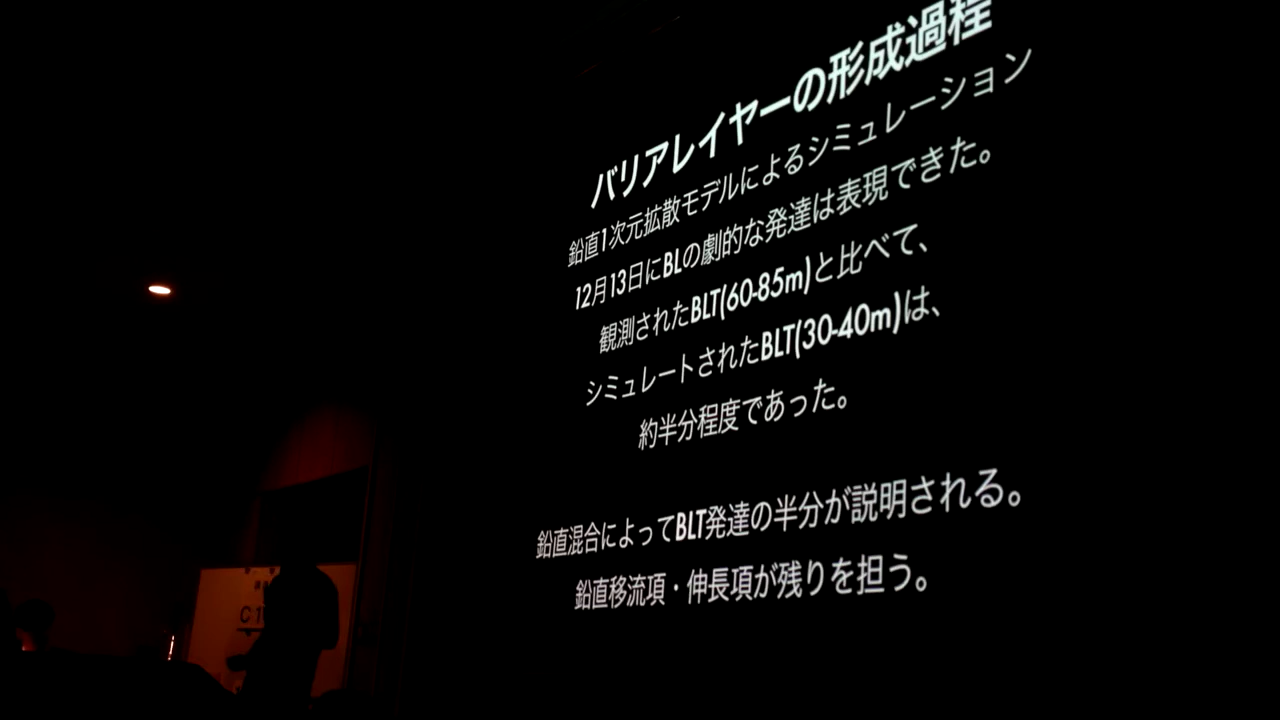 バリアレイヤーの形成過程
鉛直1次元拡散モデルによるシミュレーション
12月13日にBLの劇的な発達は表現できた。
観測されたBLT(60-85m)と比べて、
シミュレートされたBLT(30-40m)は、
約半分程度であった。
鉛直混合によってBLT発達の半分が説明される。
鉛直移流項・伸長項が残りを担う。